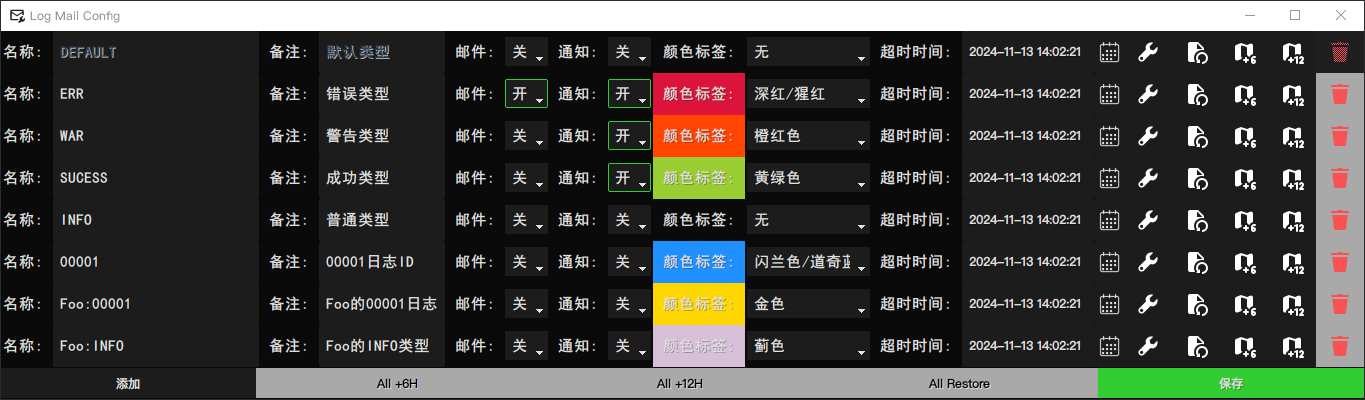 Log Mail Config
名称: DEFAULT 备注: 默认类型 邮件: 关 通知: 关 颜色标签: 无 超时时间: 2024-11-13 14:02:21 +6 +12
名称: ERR 备注: 错误类型 邮件: 开 通知: 开 颜色标签: 深红/猩红 超时时间: 2024-11-13 14:02:21 +6 +12
名称: WAR 备注: 警告类型 邮件: 关 通知: 开 颜色标签: 橙红色 超时时间: 2024-11-13 14:02:21 +6 +12
名称: SUCESS 备注: 成功类型 邮件: 关 通知: 开 颜色标签: 黄绿色 超时时间: 2024-11-13 14:02:21 +6 +12
名称: INFO 备注: 普通类型 邮件: 关 通知: 关 颜色标签: 无 超时时间: 2024-11-13 14:02:21 +6 +12
名称: 00001 备注: 00001日志ID 邮件: 关 通知: 关 颜色标签: 闪兰色/道奇蓝 超时时间: 2024-11-13 14:02:21 +6 +12
名称: Foo:00001 备注: Foo的00001日志 邮件: 关 通知: 关 颜色标签: 金色 超时时间: 2024-11-13 14:02:21 +6 +12
名称: Foo:INFO 备注: Foo的INFO类型 邮件: 关 通知: 关 颜色标签: 蓟色 超时时间: 2024-11-13 14:02:21 +6 +12
添加 All +6H All +12H All Restore 保存